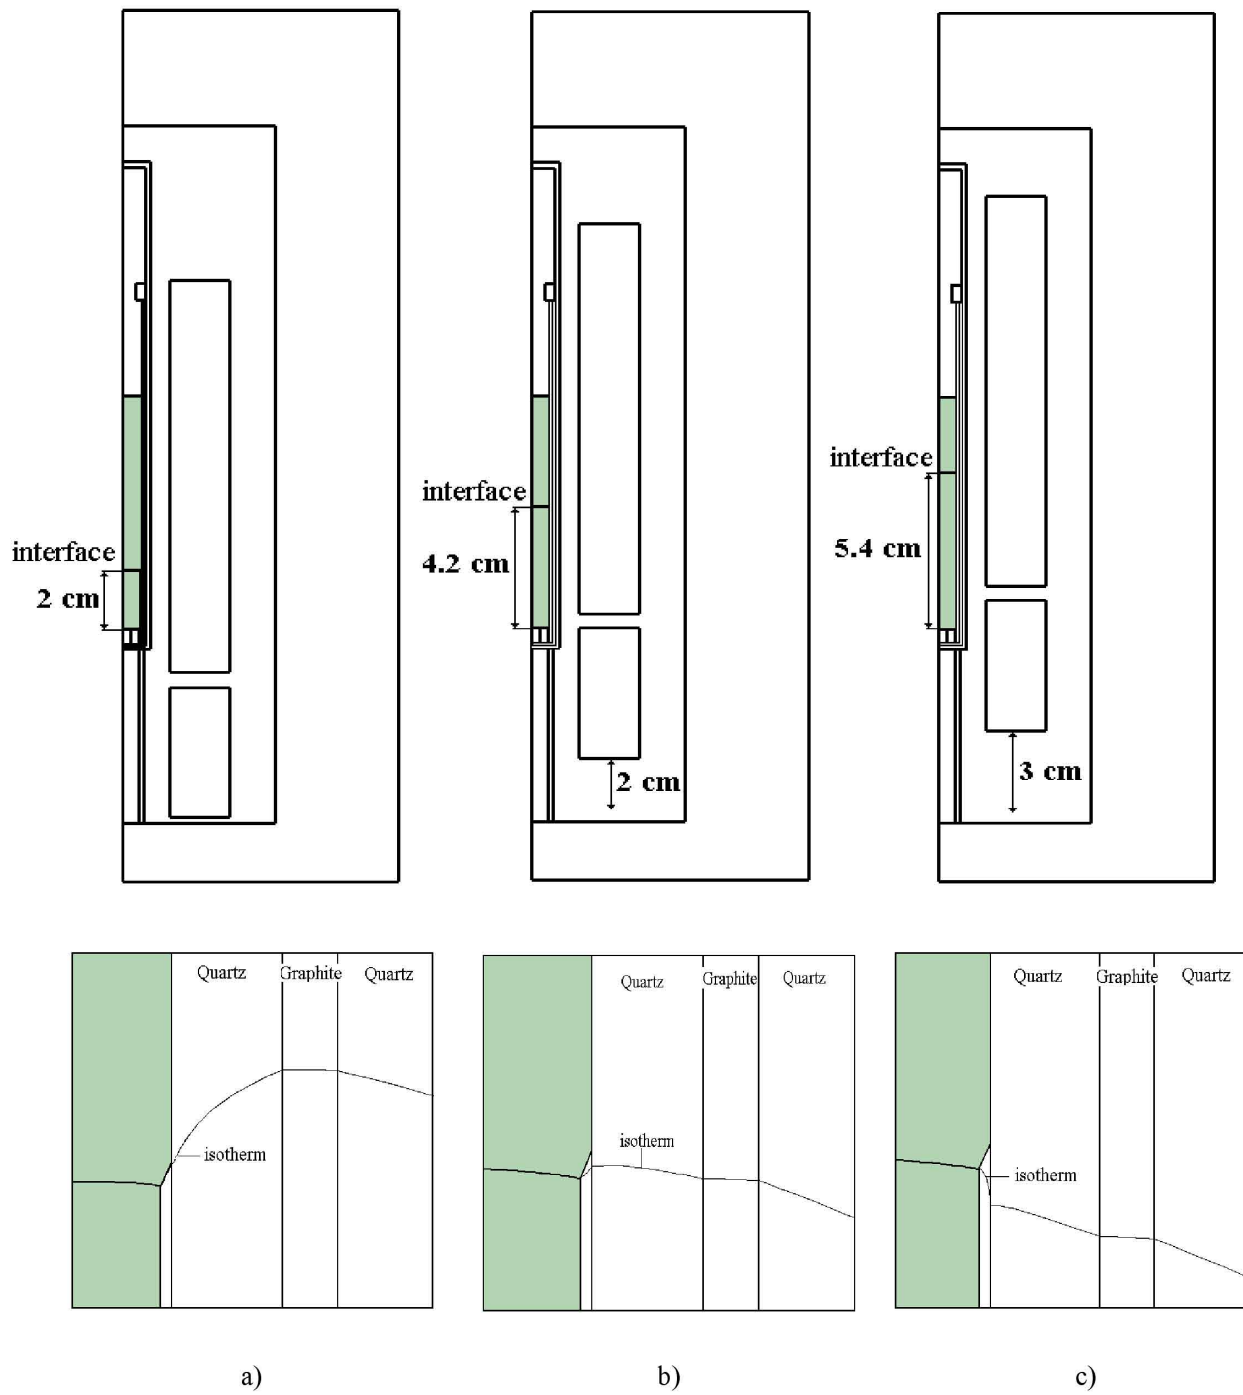 interface
2 cm
interface
4.2 cm
2 cm
interface
5.4 cm
3 cm
Quartz Graphite Quartz
isotherm
Quartz Graphite Quartz
isotherm
Quartz Graphite Quartz
isotherm
a) b) c)